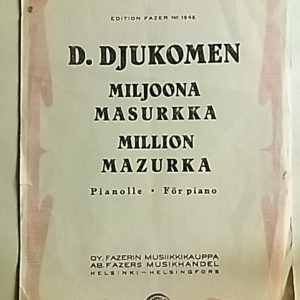 EDITION FAZER No 1948
D. DJUKOMEN
MILJOONA
MASURKKA
MILLION
MAZURKA
Pianolle • För piano
OY. FAZERIN MUSIIKKIKAUPPA
AB. FAZERS MUSIKHANDEL
HELSINKI—HELSINGFORS